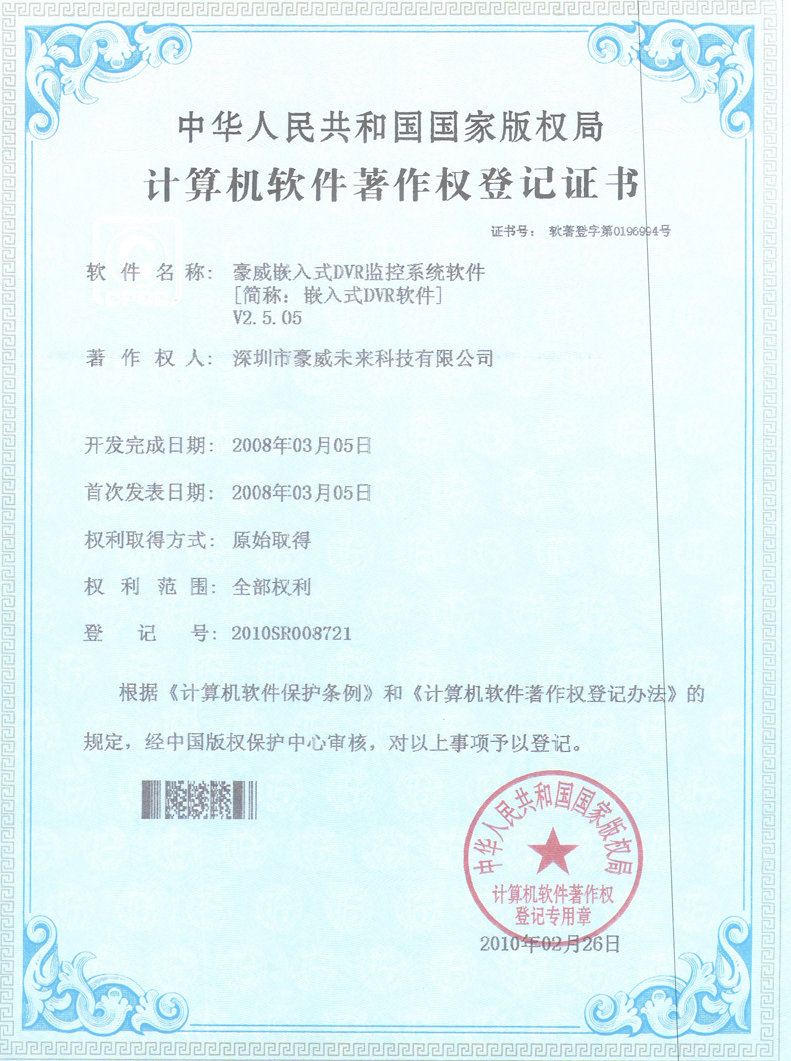 中华人民共和国国家版权局
计算机软件著作权登记证书
证书号： 软著登字第0196994号
CPCC
软件名称： 豪威嵌入式DVR监控系统软件
[简称：嵌入式DVR软件]
V2.5.05
著作权人： 深圳市豪威未来科技有限公司
开发完成日期： 2008年03月05日
首次发表日期： 2008年03月05日
权利取得方式： 原始取得
权利范围： 全部权利
登记号： 2010SR008721
根据《计算机软件保护条例》和《计算机软件著作权登记办法》的
规定，经中国版权保护中心审核，对以上事项予以登记。
中华人民共和国国家版权局
计算机软件著作权
登记专用章
2010年02月26日